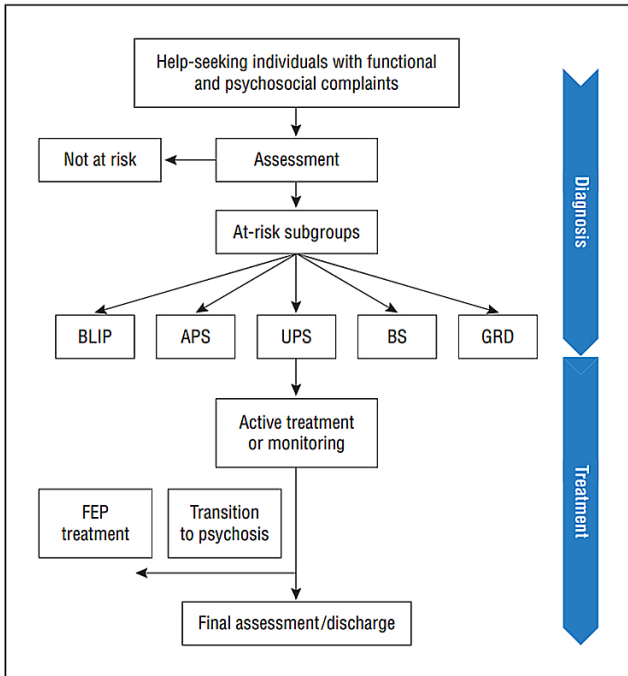 Help-seeking individuals with functional
and psychosocial complaints
Not at risk
Assessment
At-risk subgroups
BLIP
APS
UPS
BS
GRD
Active treatment
or monitoring
FEP
treatment
Transition
to psychosis
Final assessment/discharge
Diagnosis
Treatment